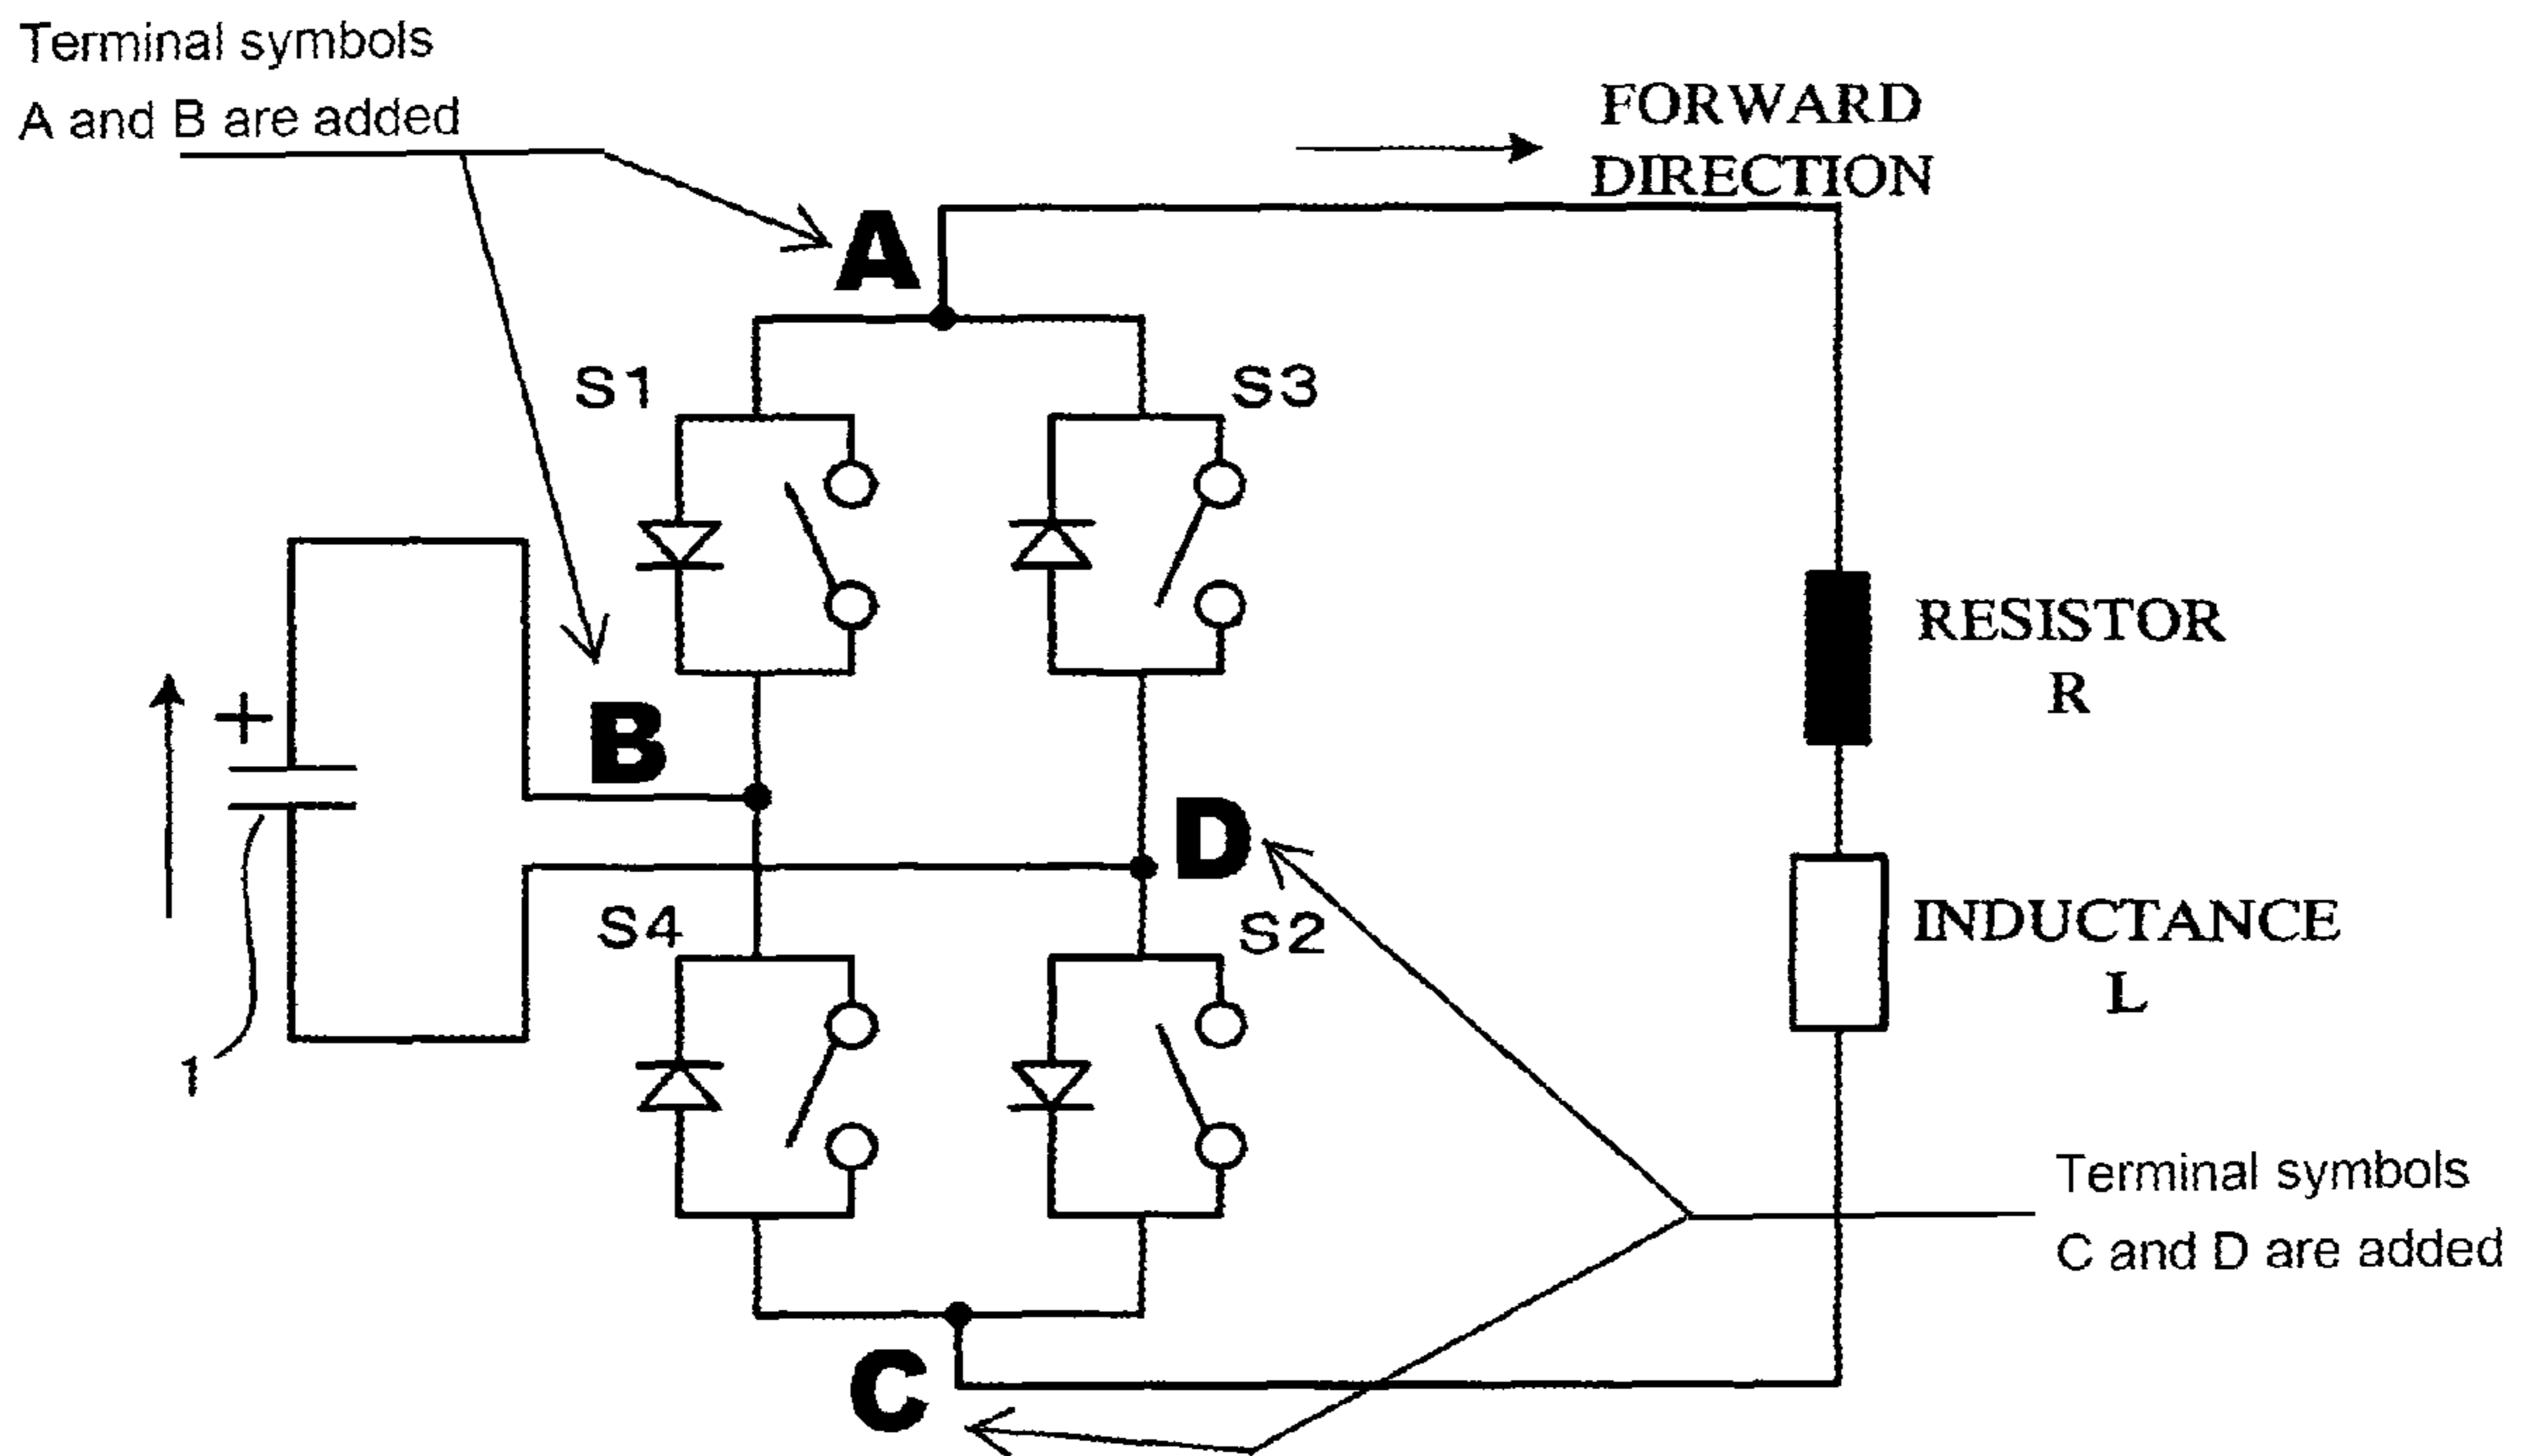 Terminal symbols
A and B are added
FORWARD
DIRECTION
A
S1
S3
RESISTOR
R
+
B
D
S4
S2
INDUCTANCE
L
1
Terminal symbols
C and D are added
C